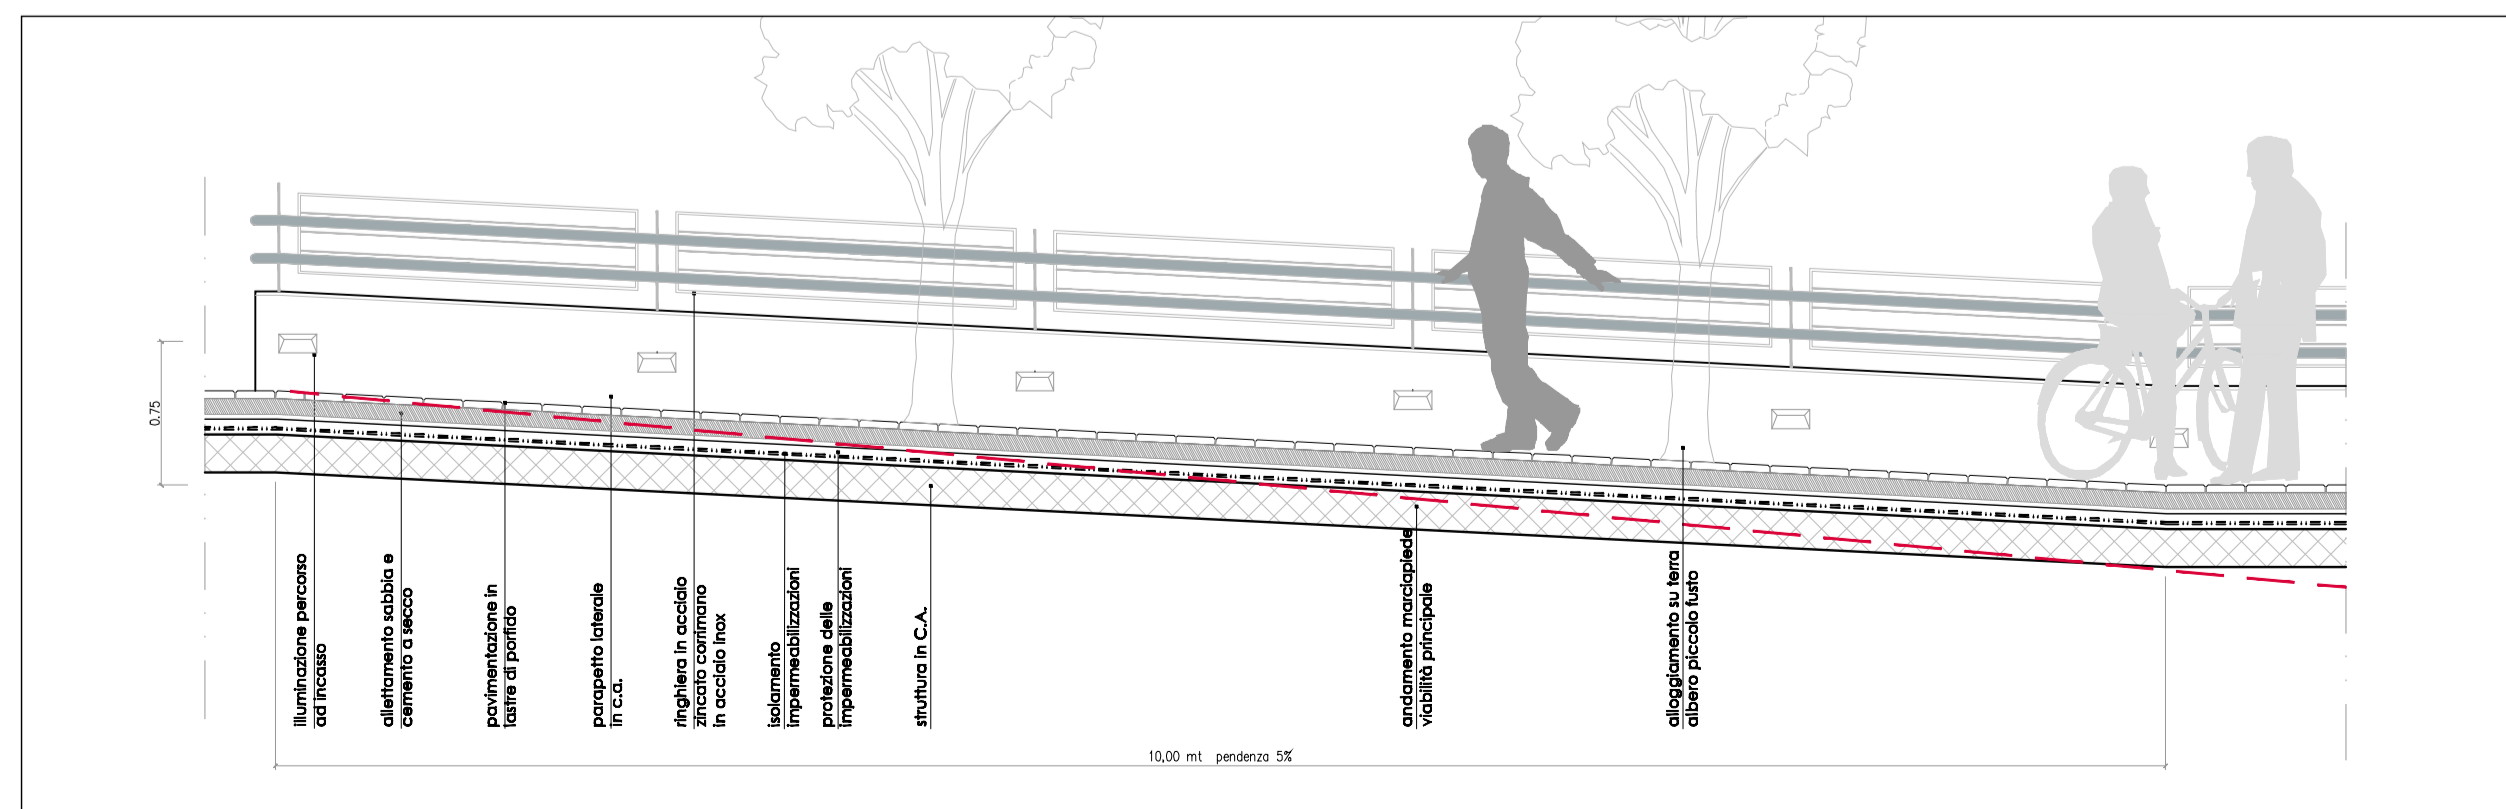 0.75
illuminazione percorso
ad incasso
allettamento sabbia e
cemento a secco
pavimentazione in
lastre di porfido
parapetto laterale
in c.a.
ringhiera in acciaio
zincato corrimano
in acciaio inox
isolamento
impermeabilizzazioni
protezione delle
impermeabilizzazioni
struttura in C.A.
andamento marciapiede
viabilità principale
alloggiamento su terra
albero piccolo fusto
10,00 mt pendenza 5%